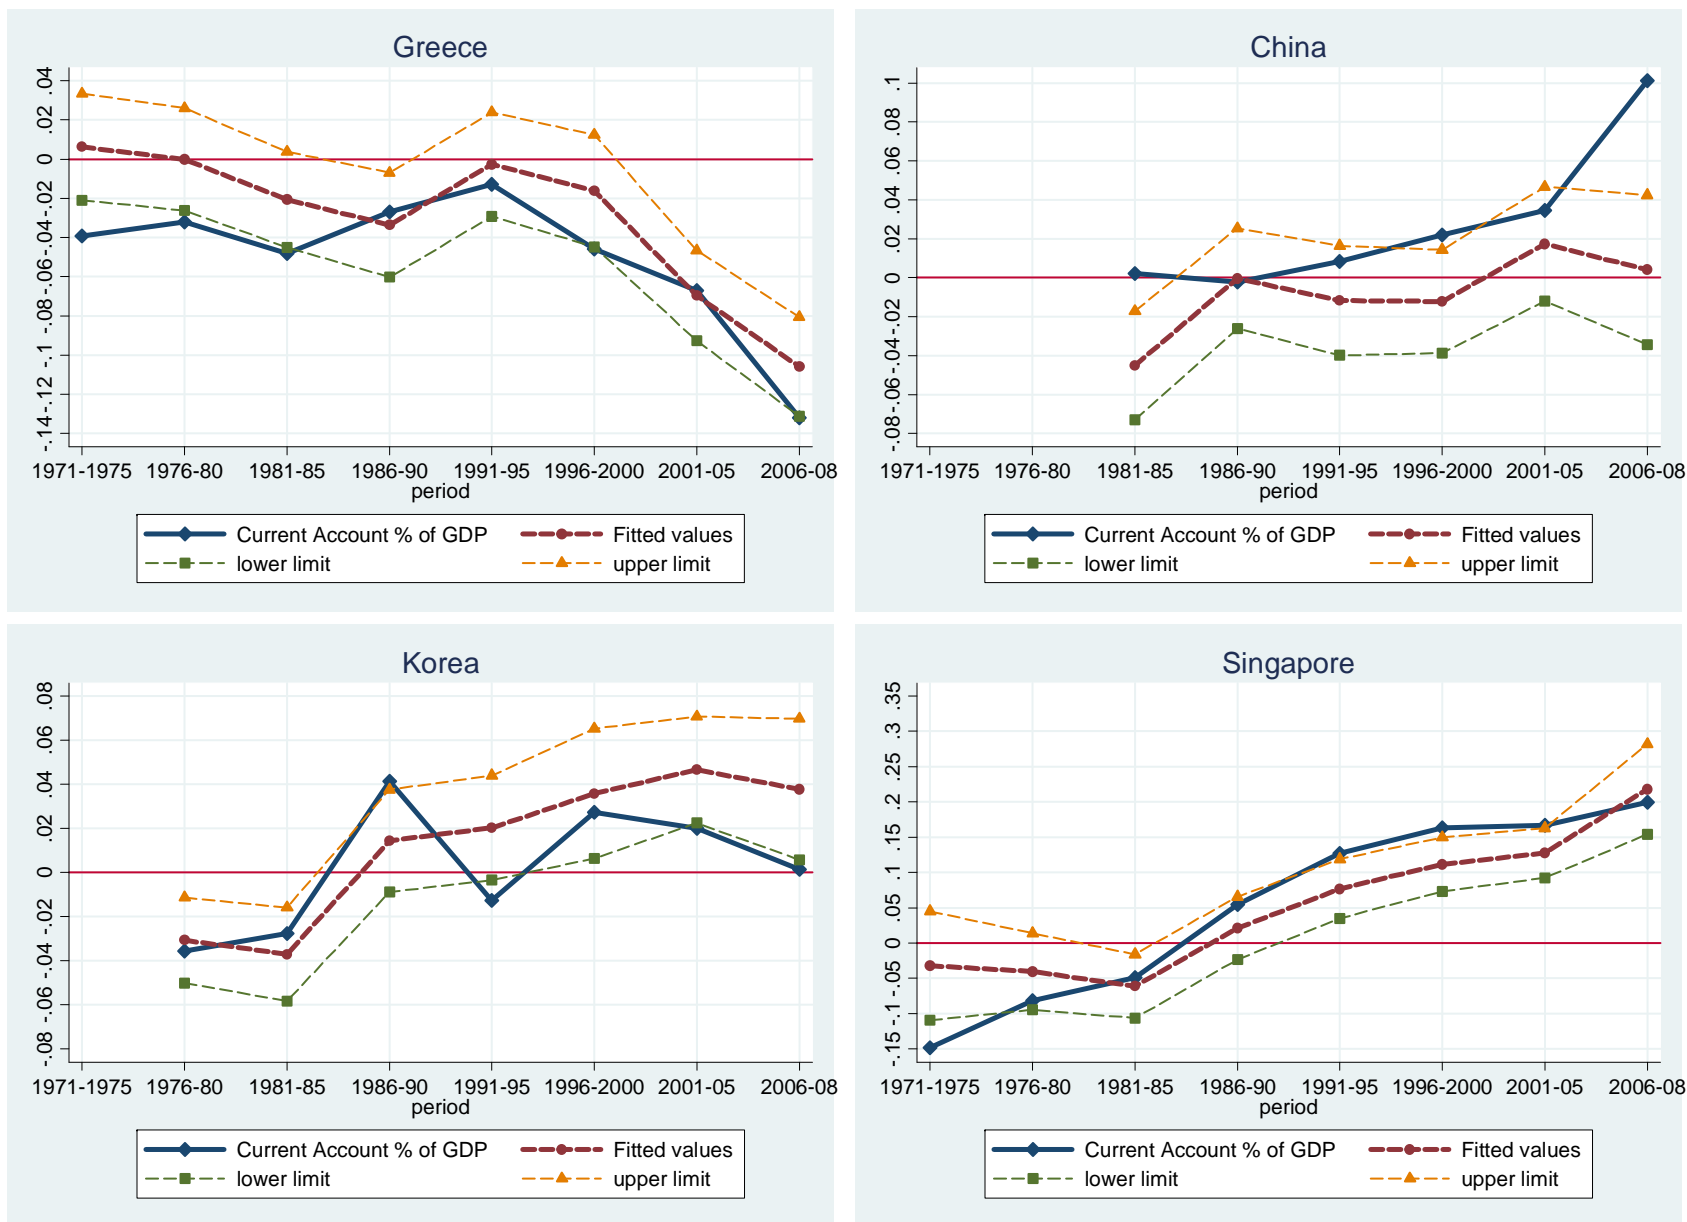 Greece
.04
.02
0
-.02
-.04
-.06
-.08
-.1
-.12
-.14
1971-1975 1976-80 1981-85 1986-90 1991-95 1996-2000 2001-05 2006-08
period
Current Account % of GDP Fitted values
lower limit upper limit
China
.1
.08
.06
.04
.02
0
-.02
-.04
-.06
-.08
1971-1975 1976-80 1981-85 1986-90 1991-95 1996-2000 2001-05 2006-08
period
Current Account % of GDP Fitted values
lower limit upper limit
Korea
.08
.06
.04
.02
0
-.02
-.04
-.06
-.08
1971-1975 1976-80 1981-85 1986-90 1991-95 1996-2000 2001-05 2006-08
period
Current Account % of GDP Fitted values
lower limit upper limit
Singapore
.35
.3
.25
.2
.15
.1
.05
0
-.05
-.1
-.15
1971-1975 1976-80 1981-85 1986-90 1991-95 1996-2000 2001-05 2006-08
period
Current Account % of GDP Fitted values
lower limit upper limit